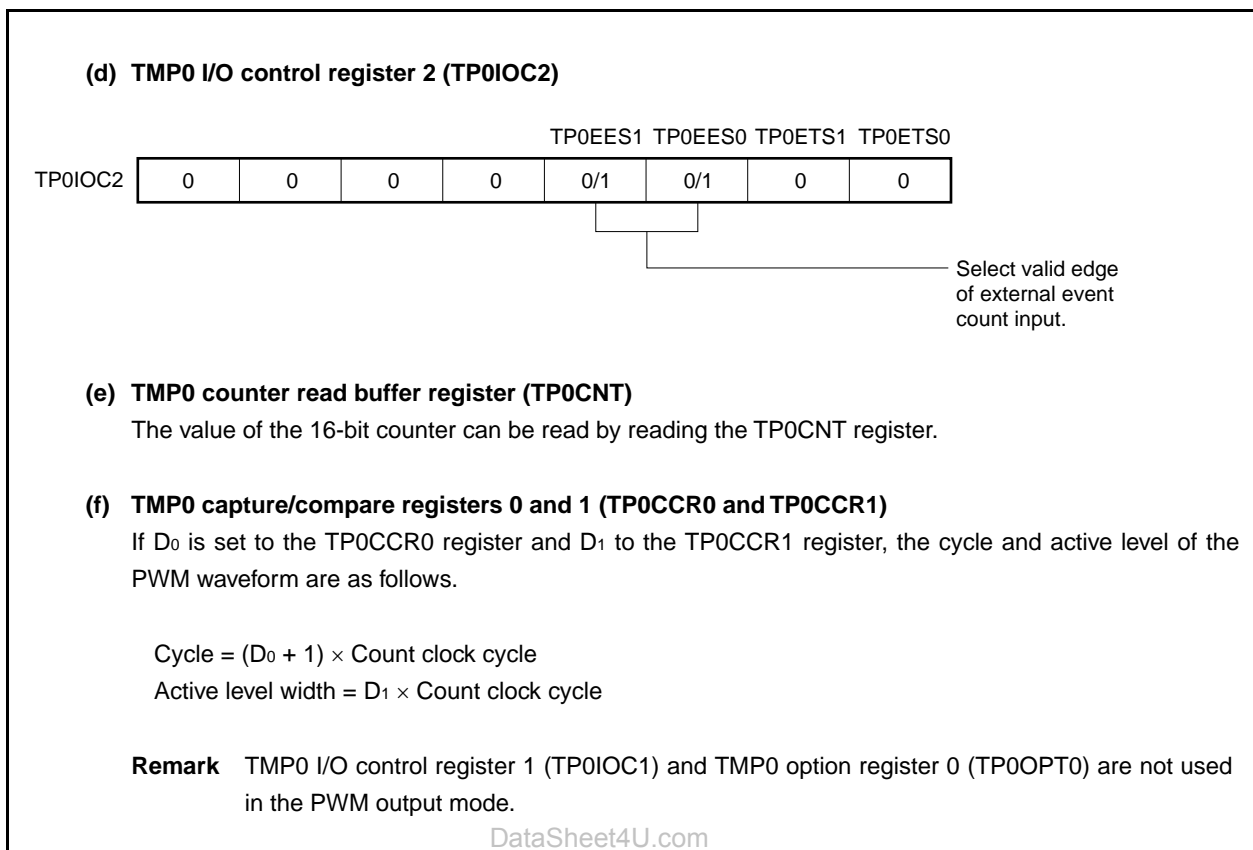 (d) TMP0 I/O control register 2 (TP0IOC2)
TP0EES1 TP0EES0 TP0ETS1 TP0ETS0
TP0IOC2 0 0 0 0 0/1 0/1 0 0
Select valid edge
of external event
count input.
(e) TMP0 counter read buffer register (TP0CNT)
The value of the 16-bit counter can be read by reading the TP0CNT register.
(f) TMP0 capture/compare registers 0 and 1 (TP0CCR0 and TP0CCR1)
If D0 is set to the TP0CCR0 register and D1 to the TP0CCR1 register, the cycle and active level of the
PWM waveform are as follows.
Cycle = (D0 + 1) × Count clock cycle
Active level width = D1 × Count clock cycle
Remark TMP0 I/O control register 1 (TP0IOC1) and TMP0 option register 0 (TP0OPT0) are not used
in the PWM output mode.
DataSheet4U.com